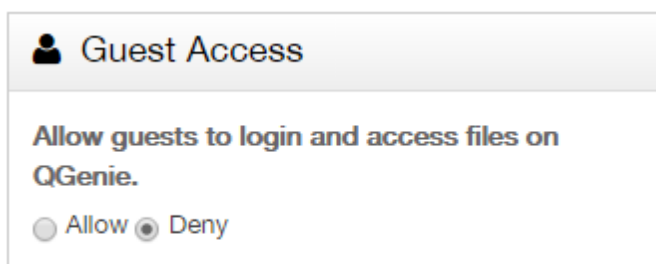 Guest Access
Allow guests to login and access files on
QGenie.
Allow Deny